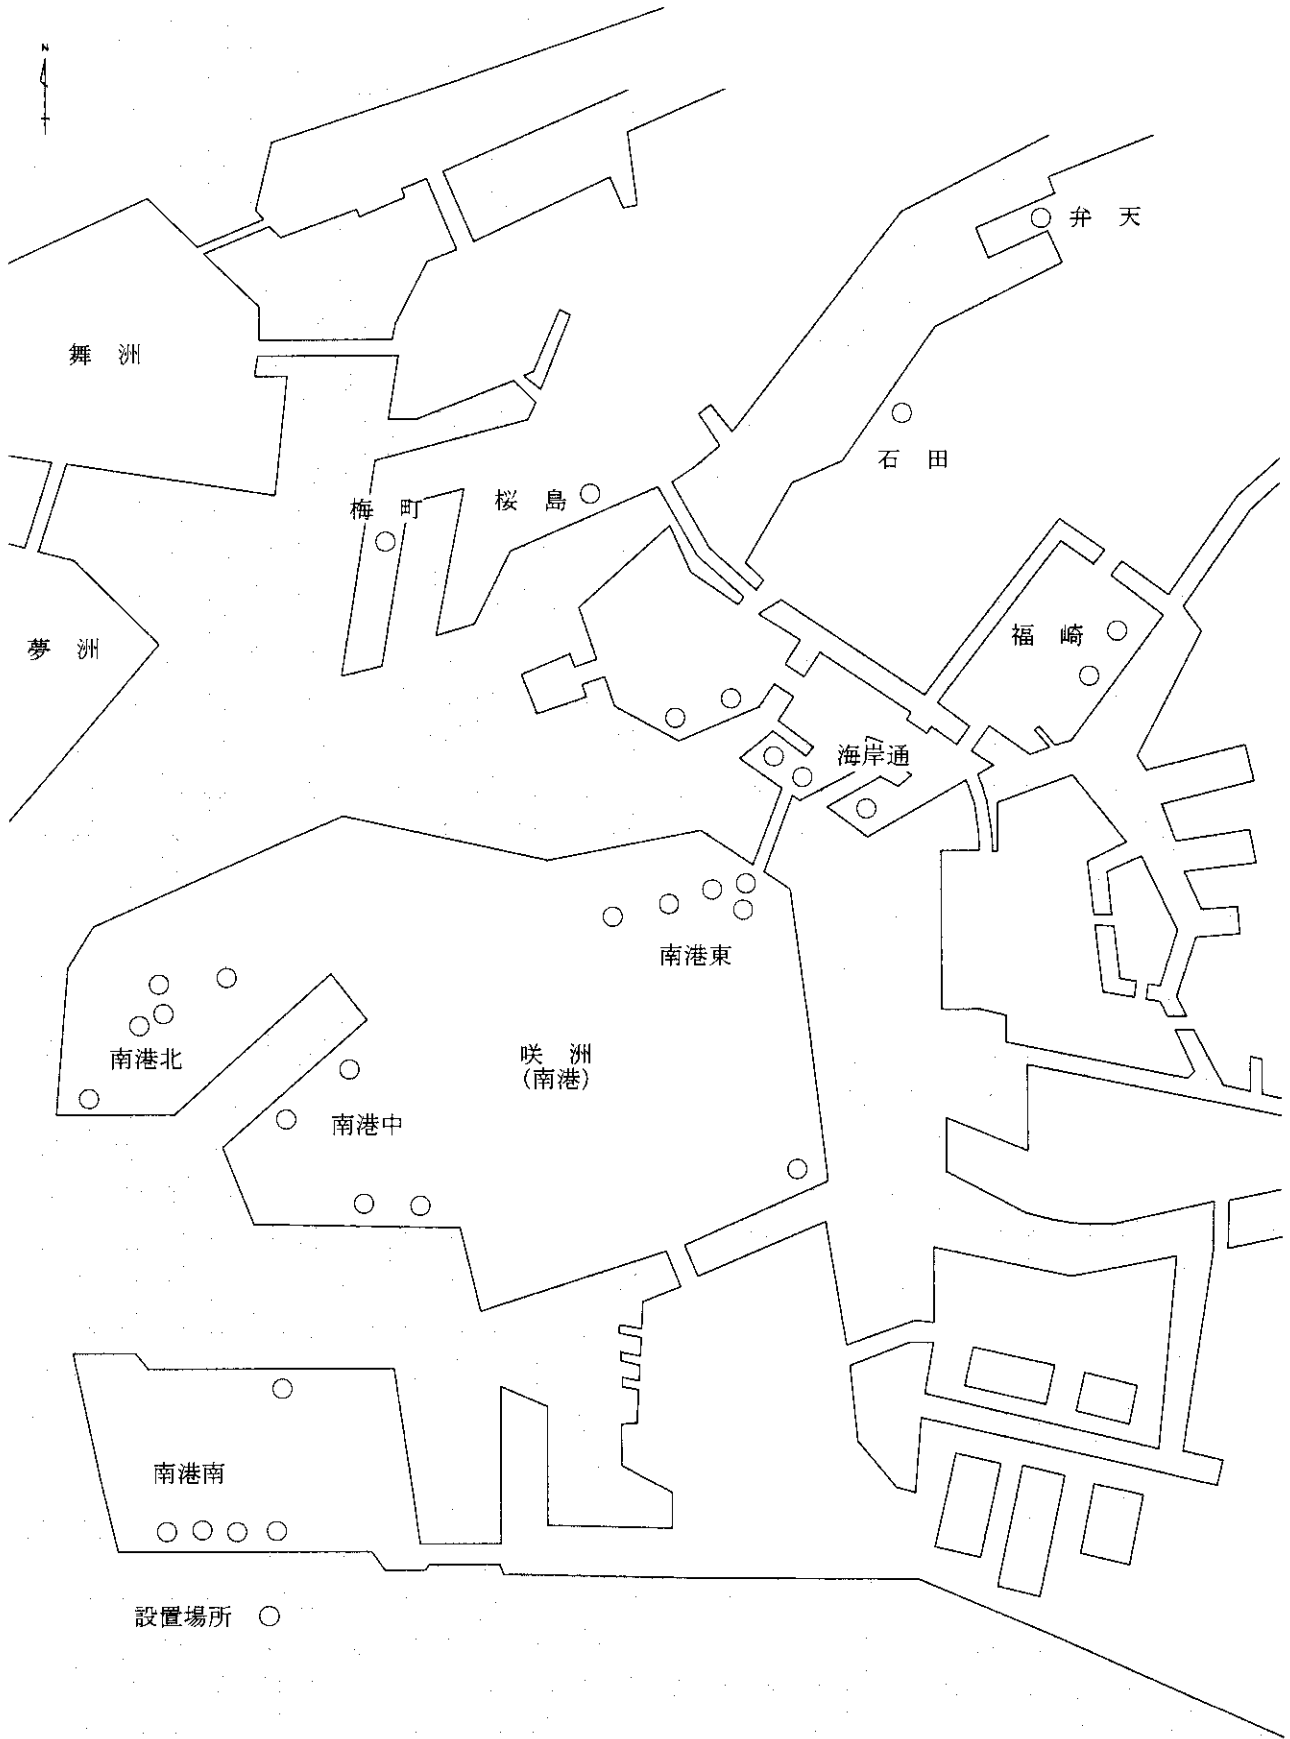 N
弁 天
舞 洲
石 田
梅 町
桜 島
福 崎
夢 洲
海岸通
南港東
南港北
咲 洲
(南港)
南港中
南港南
設置場所 ○